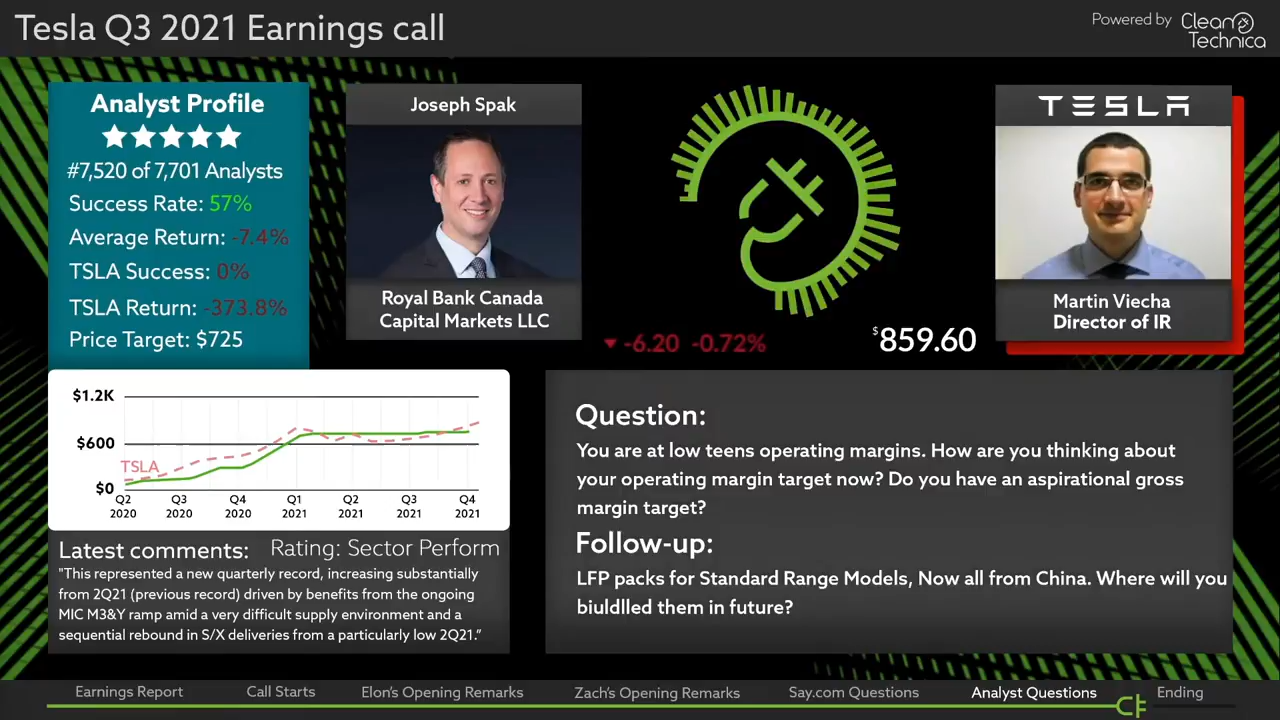 Tesla Q3 2021 Earnings call
Powered by
Clean
Technica
Analyst Profile
#7,520 of 7,701 Analysts
Success Rate: 57%
Average Return: -7.4%
TSLA Success: 0%
TSLA Return: -373.8%
Price Target: $725
Joseph Spak
Royal Bank Canada
Capital Markets LLC
-6.20 -0.72%
$859.60
TESLA
Martin Viecha
Director of IR
$1.2K
$600
$0
TSLA
Q2 Q3 Q4 Q1 Q2 Q3 Q4
2020 2020 2020 2021 2021 2021 2021
Latest comments: Rating: Sector Perform
"This represented a new quarterly record, increasing substantially
from 2Q21 (previous record) driven by benefits from the ongoing
MIC M3&Y ramp amid a very difficult supply environment and a
sequential rebound in S/X deliveries from a particularly low 2Q21."
Question:
You are at low teens operating margins. How are you thinking about
your operating margin target now? Do you have an aspirational gross
margin target?
Follow-up:
LFP packs for Standard Range Models, Now all from China. Where will you
biuldlled them in future?
Earnings Report Call Starts Elon's Opening Remarks Zach's Opening Remarks Say.com Questions Analyst Questions Ending